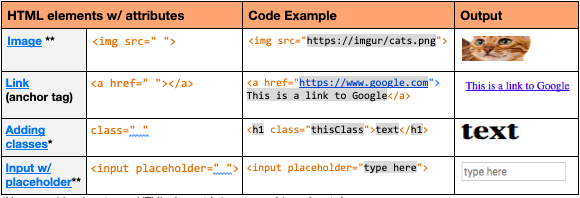 HTML elements w/ attributes Code Example Output
Image ** <img src=" "> <img src="https://imgur/cats.png">
Link <a href=" "></a> <a href="https://www.google.com"> This is a link to Google
(anchor tag) This is a link to Google</a>
Adding class=" " <h1 class="thisClass">text</h1> text
classes*
Input w/ <input placeholder=" "> <input placeholder="type here"> type here
placeholder**